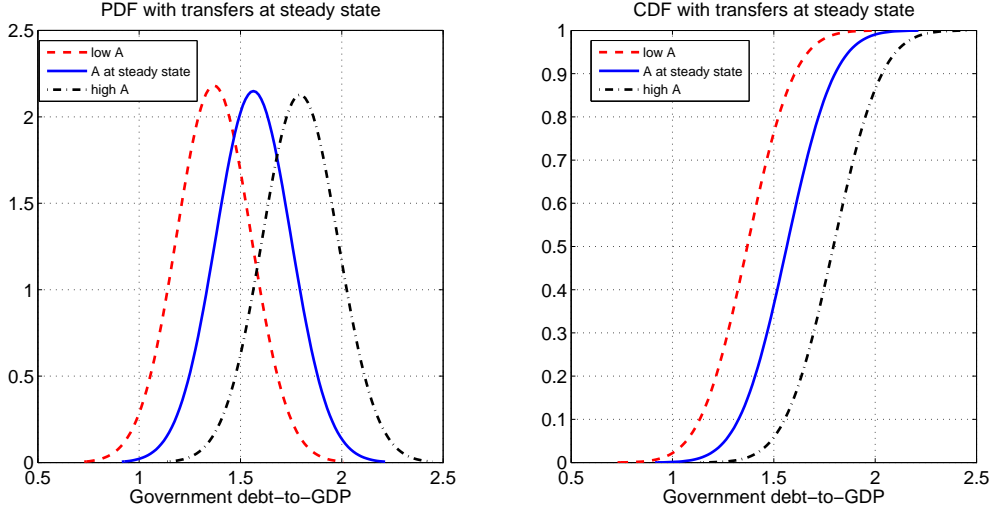 PDF with transfers at steady state
2.5
2
1.5
1
0.5
0
low A
A at steady state
high A
0.5 1 1.5 2 2.5
Government debt−to−GDP
CDF with transfers at steady state
1
0.9
0.8
0.7
0.6
0.5
0.4
0.3
0.2
0.1
0
low A
A at steady state
high A
0.5 1 1.5 2 2.5
Government debt−to−GDP